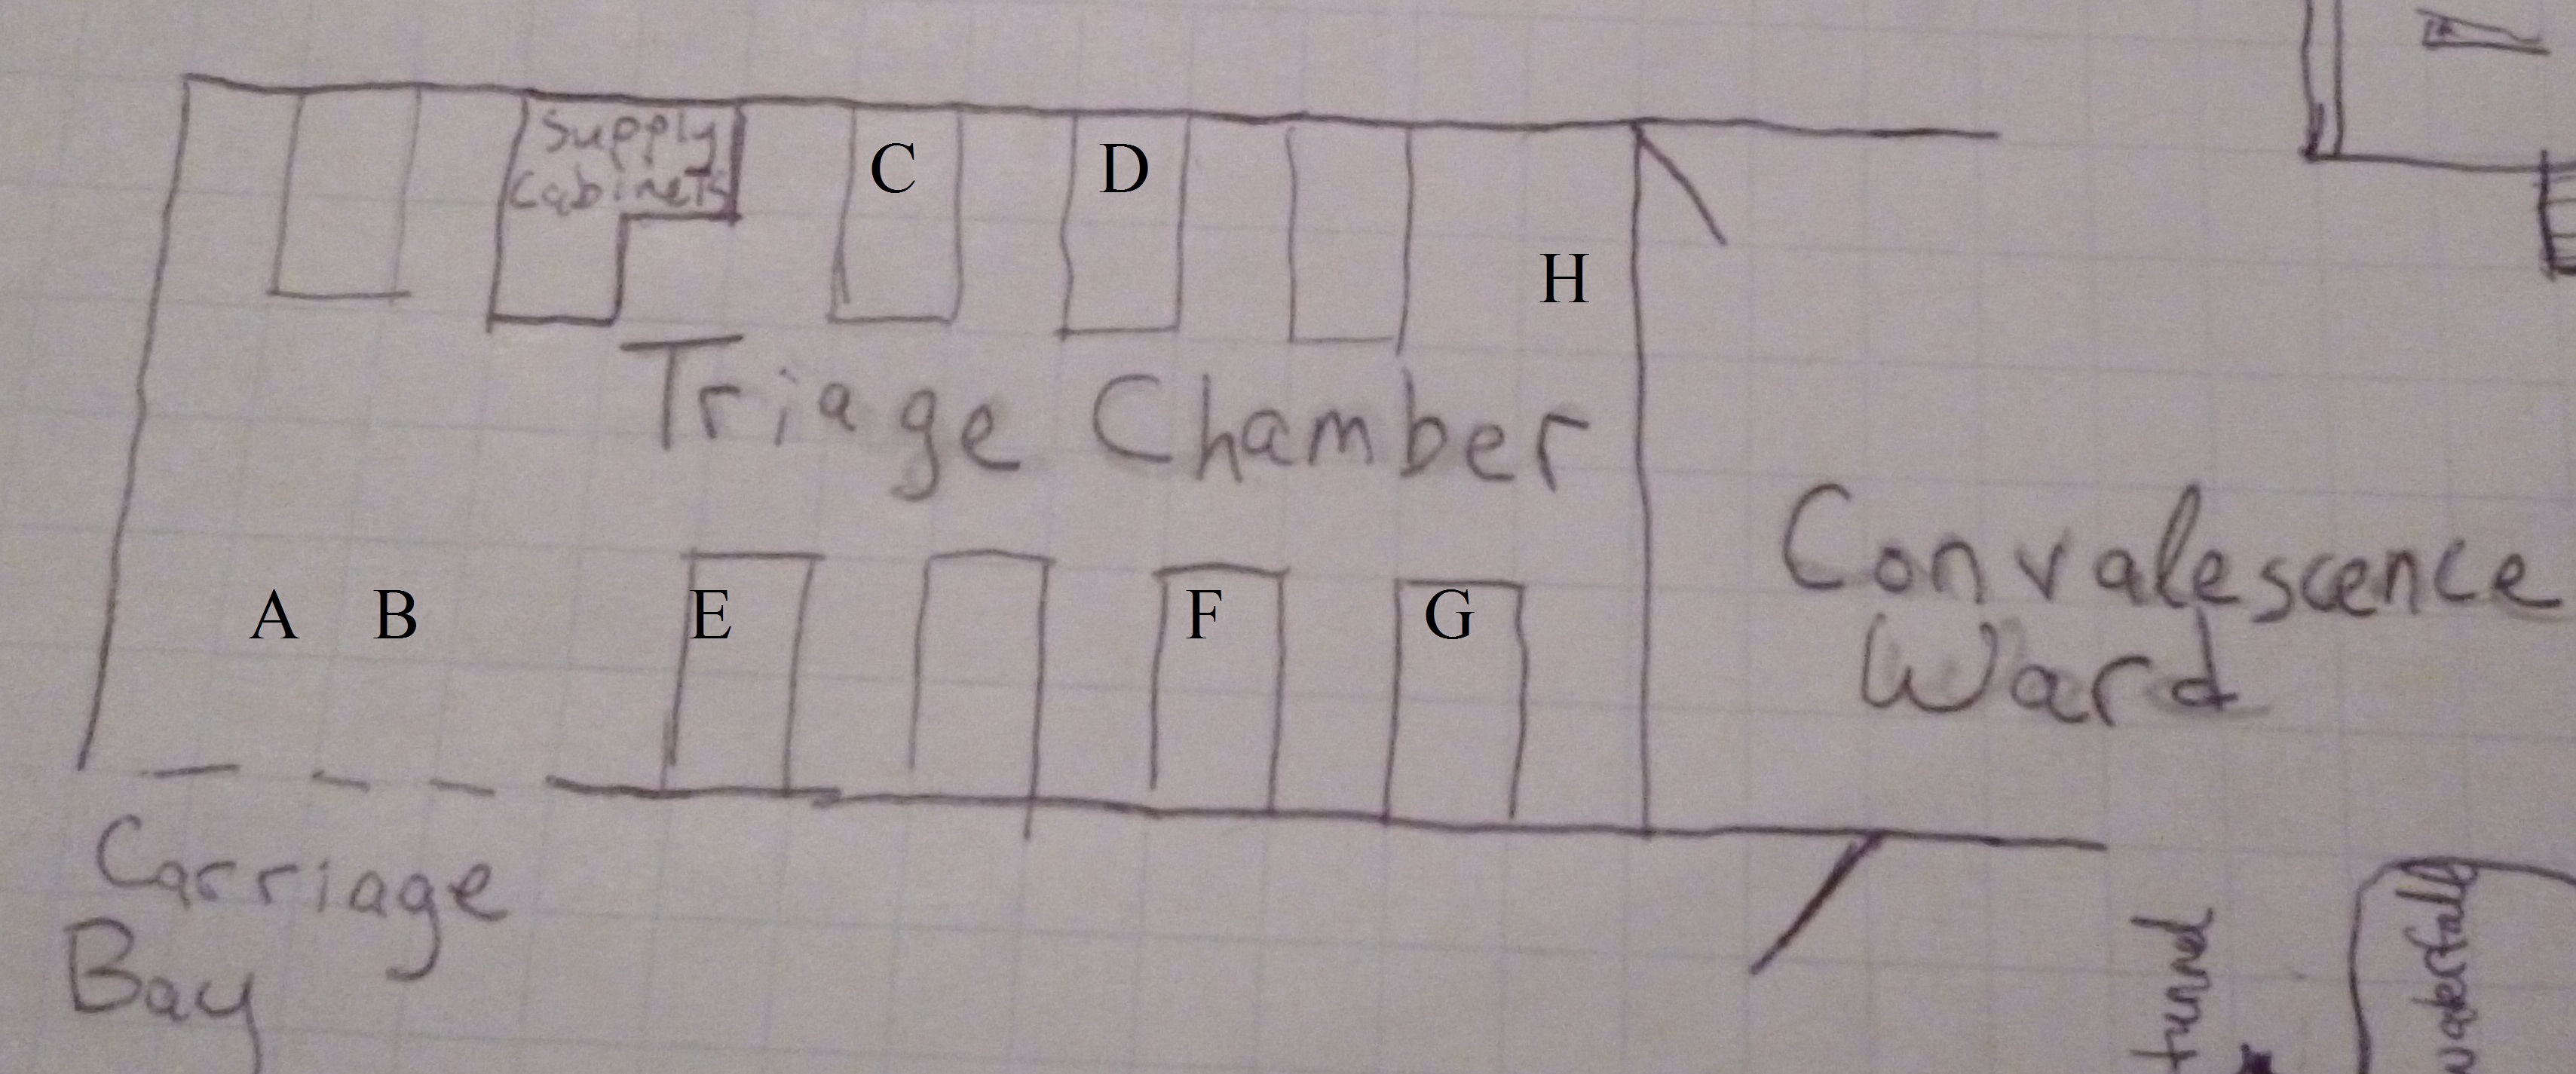 Supply
Cabinets
C
D
H
Triage Chamber
A B E F G
Convalescence
Ward
Carriage
Bay
tunnel
waterfall